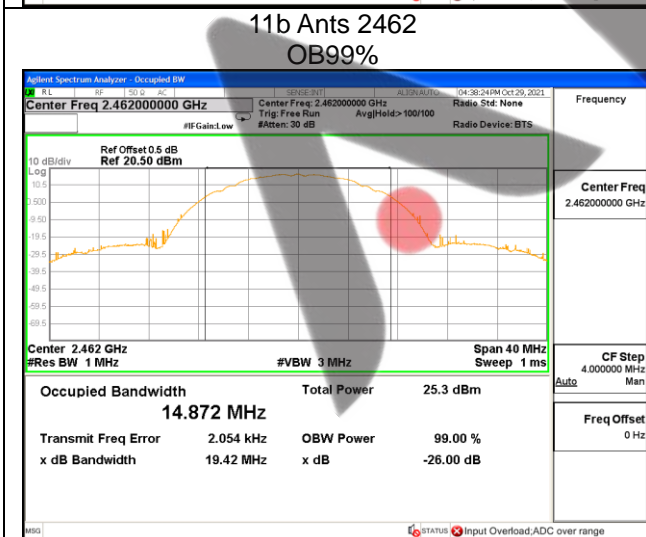 11b Ants 2462
OB99%
Agilent Spectrum Analyzer - Occupied BW
RL RF 50 Ω AC SENSE:INT ALIGN AUTO 04:38:24 PM Oct 29, 2021
Center Freq 2.462000000 GHz
Center Freq: 2.462000000 GHz
Radio Std: None
Trig: Free Run Avg|Hold:> 100/100
#IFGain:Low
#Atten: 30 dB
Radio Device: BTS
Frequency
Ref Offset 0.5 dB
10 dB/div Ref 20.50 dBm
Log
10.5
0.500
-9.50
-19.5
-29.5
-39.5
-49.5
-59.5
-69.5
Center Freq
2.462000000 GHz
Center 2.462 GHz Span 40 MHz
#Res BW 1 MHz #VBW 3 MHz Sweep 1 ms
CF Step
4.000000 MHz
Auto Man
Occupied Bandwidth Total Power 25.3 dBm
14.872 MHz
Transmit Freq Error 2.054 kHz OBW Power 99.00 %
x dB Bandwidth 19.42 MHz x dB -26.00 dB
Freq Offset
0 Hz
MSG STATUS Input Overload;ADC over range